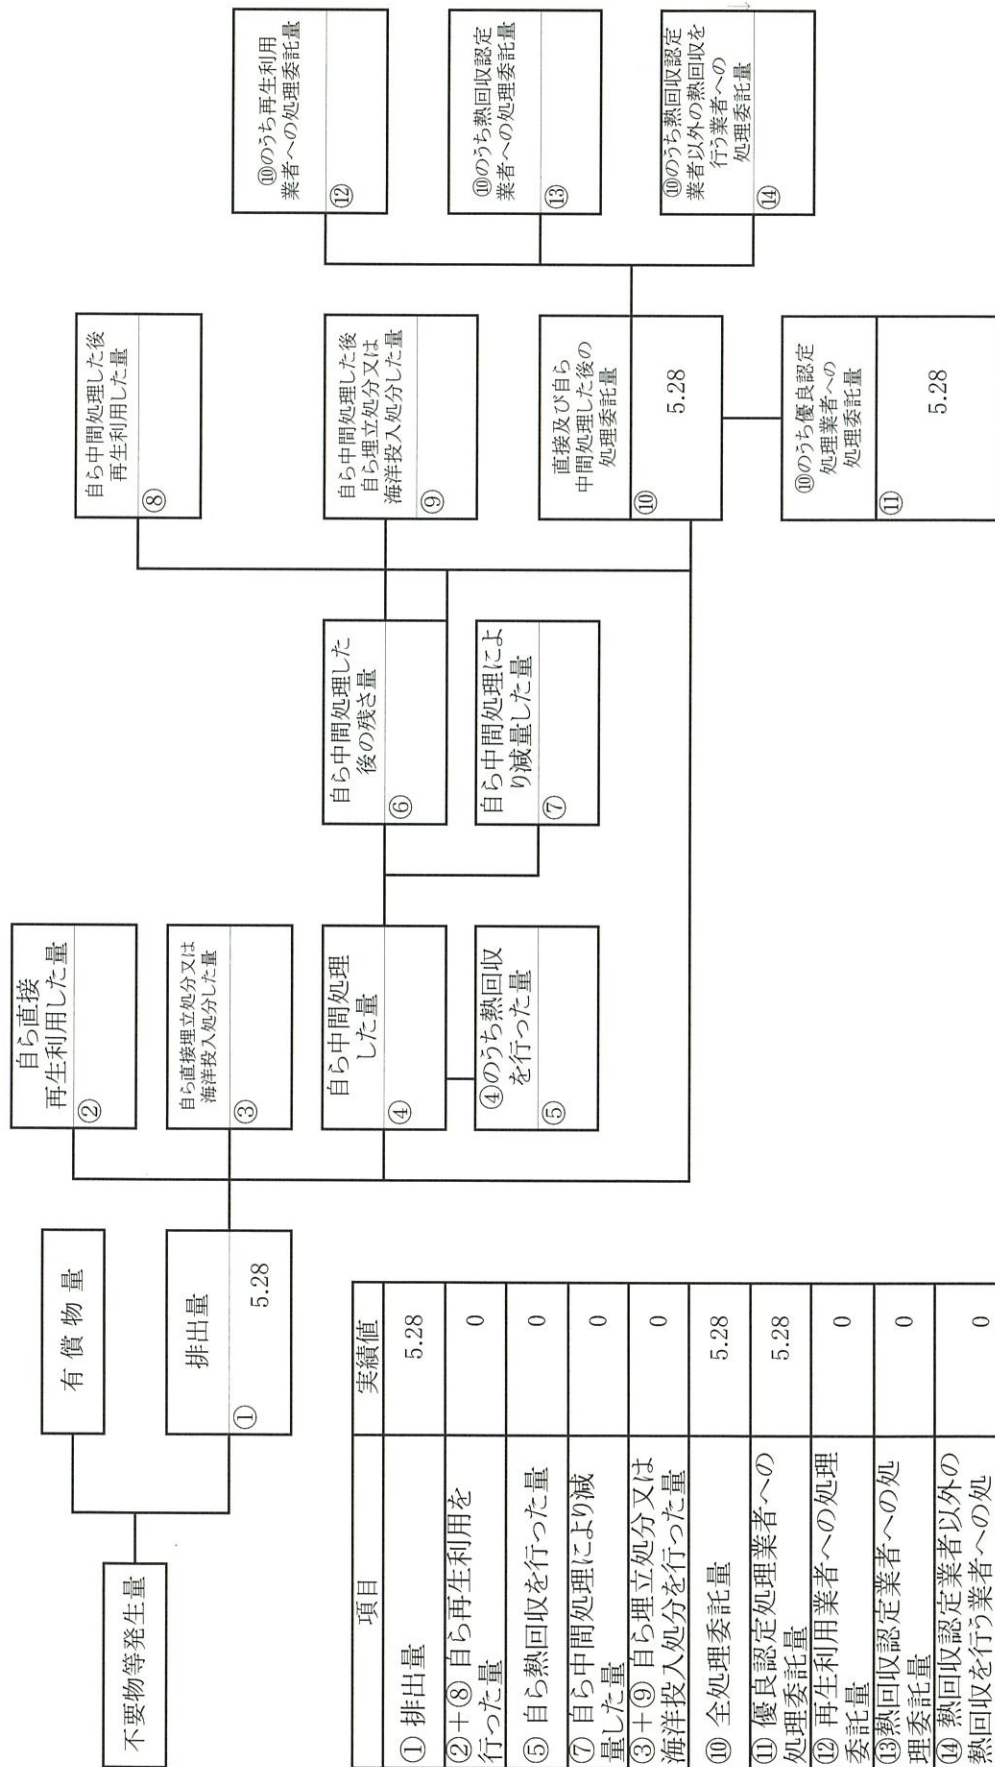 不要物等発生量
有償物量
排出量
①
5.28
自ら直接
再生利用した量
②
自ら直接埋立処分又は
海洋投入処分した量
③
自ら中間処理
した量
④
④のうち熱回収
を行った量
⑤
自ら中間処理した
後の残さ量
⑥
自ら中間処理によ
り減量した量
⑦
自ら中間処理した後
再生利用した量
⑧
自ら中間処理した後
自ら埋立処分又は
海洋投入処分した量
⑨
直接及び自ら
中間処理した後の
処理委託量
⑩
5.28
⑩のうち優良認定
処理業者への
処理委託量
⑪
5.28
⑩のうち再生利用
業者への処理委託量
⑫
⑩のうち熱回収認定
業者への処理委託量
⑬
⑩のうち熱回収認定
業者以外の熱回収を
行う業者への
処理委託量
⑭
項目 実績値
① 排出量 5.28
②+⑧ 自ら再生利用を
行った量 0
⑤ 自ら熱回収を行った量 0
⑦ 自ら中間処理により減
量した量 0
③+⑨ 自ら埋立処分又は
海洋投入処分を行った量 0
⑩ 全処理委託量 5.28
⑪ 優良認定処理業者への
処理委託量 5.28
⑫ 再生利用業者への処理
委託量 0
⑬熱回収認定業者への処
理委託量 0
⑭ 熱回収認定業者以外の
熱回収を行う業者への処 0